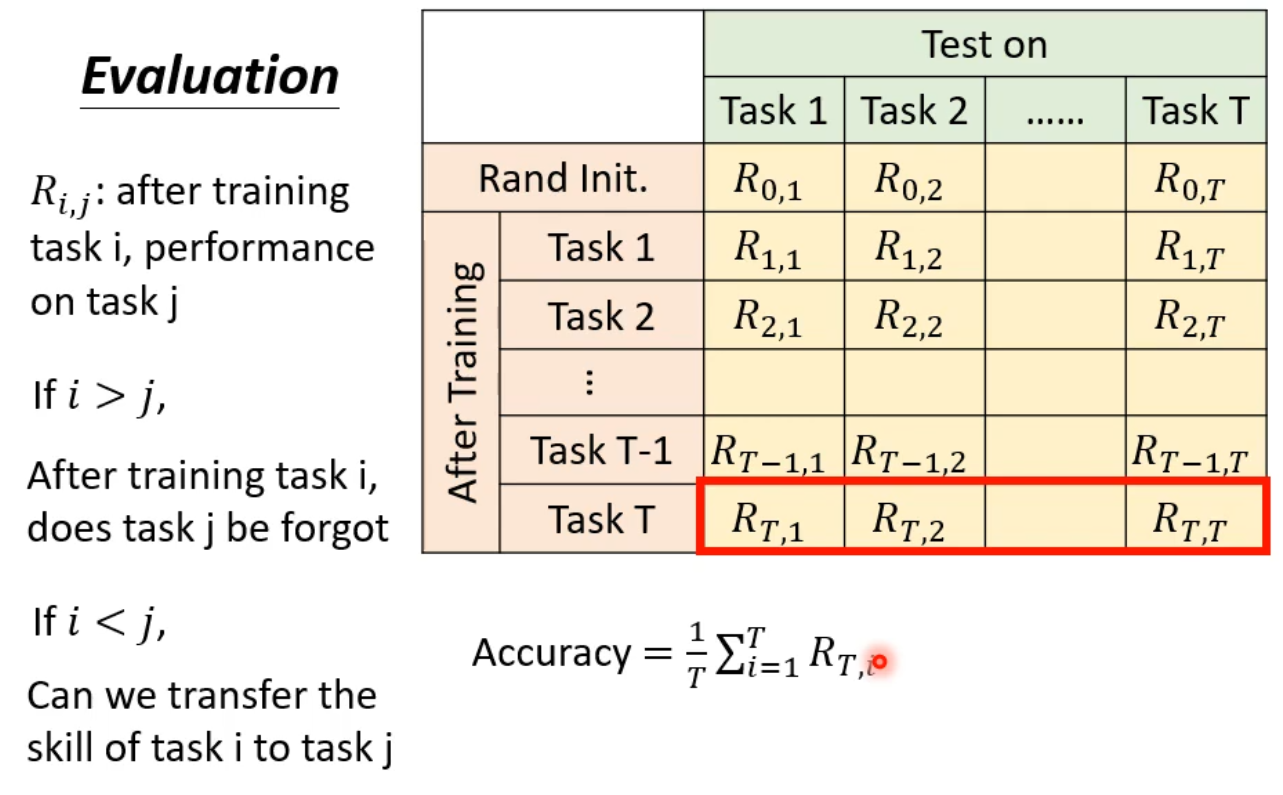 Evaluation
R_{i,j}: after training
task i, performance
on task j
If i > j,
After training task i,
does task j be forgot
If i < j,
Can we transfer the
skill of task i to task j
Test on
Task 1 Task 2 …… Task T
Rand Init. R_{0,1} R_{0,2} R_{0,T}
After Training
Task 1 R_{1,1} R_{1,2} R_{1,T}
Task 2 R_{2,1} R_{2,2} R_{2,T}
⋮
Task T-1 R_{T−1,1} R_{T−1,2} R_{T−1,T}
Task T R_{T,1} R_{T,2} R_{T,T}
Accuracy = \frac{1}{T} \sum_{i=1}^{T} R_{T,i}